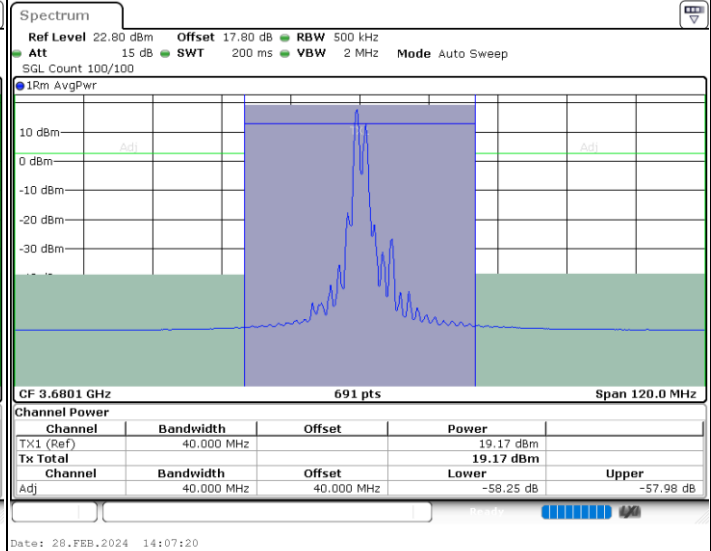 Spectrum
Ref Level 22.80 dBm Offset 17.80 dB RBW 500 kHz
Att 15 dB SWT 200 ms VBW 2 MHz Mode Auto Sweep
SGL Count 100/100
1Rm AvgPwr
10 dBm
Adj Adj
0 dBm
-10 dBm
-20 dBm
-30 dBm
CF 3.6801 GHz 691 pts Span 120.0 MHz
Channel Power
Channel Bandwidth Offset Power
TX1 (Ref) 40.000 MHz 19.17 dBm
Tx Total 19.17 dBm
Channel Bandwidth Offset Lower Upper
Adj 40.000 MHz 40.000 MHz -58.25 dB -57.98 dB
Ready
Date: 28.FEB.2024 14:07:20